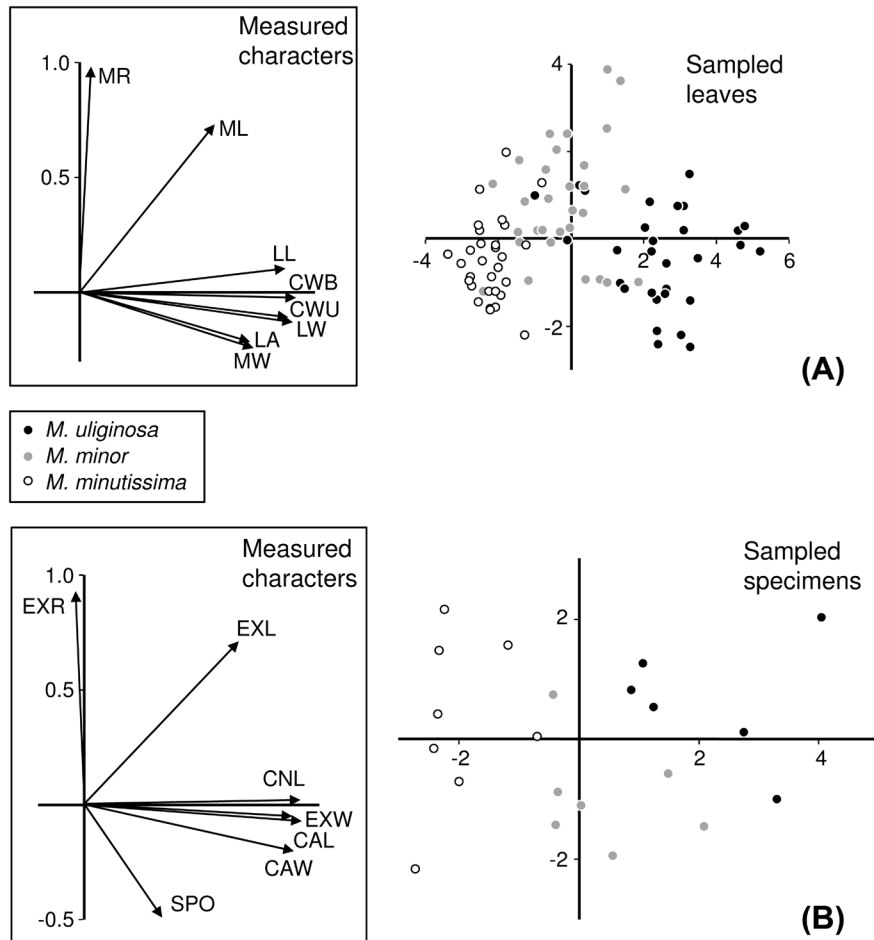 Measured
characters
1.0
MR
ML
0.5
LL
CWB
CWU
LW
LA
MW
Sampled
leaves
4
-4
-2
2
4
6
-2
(A)
M. uliginosa
M. minor
M. minutissima
Measured
characters
1.0
EXR
EXL
0.5
CNL
EXW
CAL
CAW
SPO
-0.5
Sampled
specimens
2
-2
2
4
-2
(B)